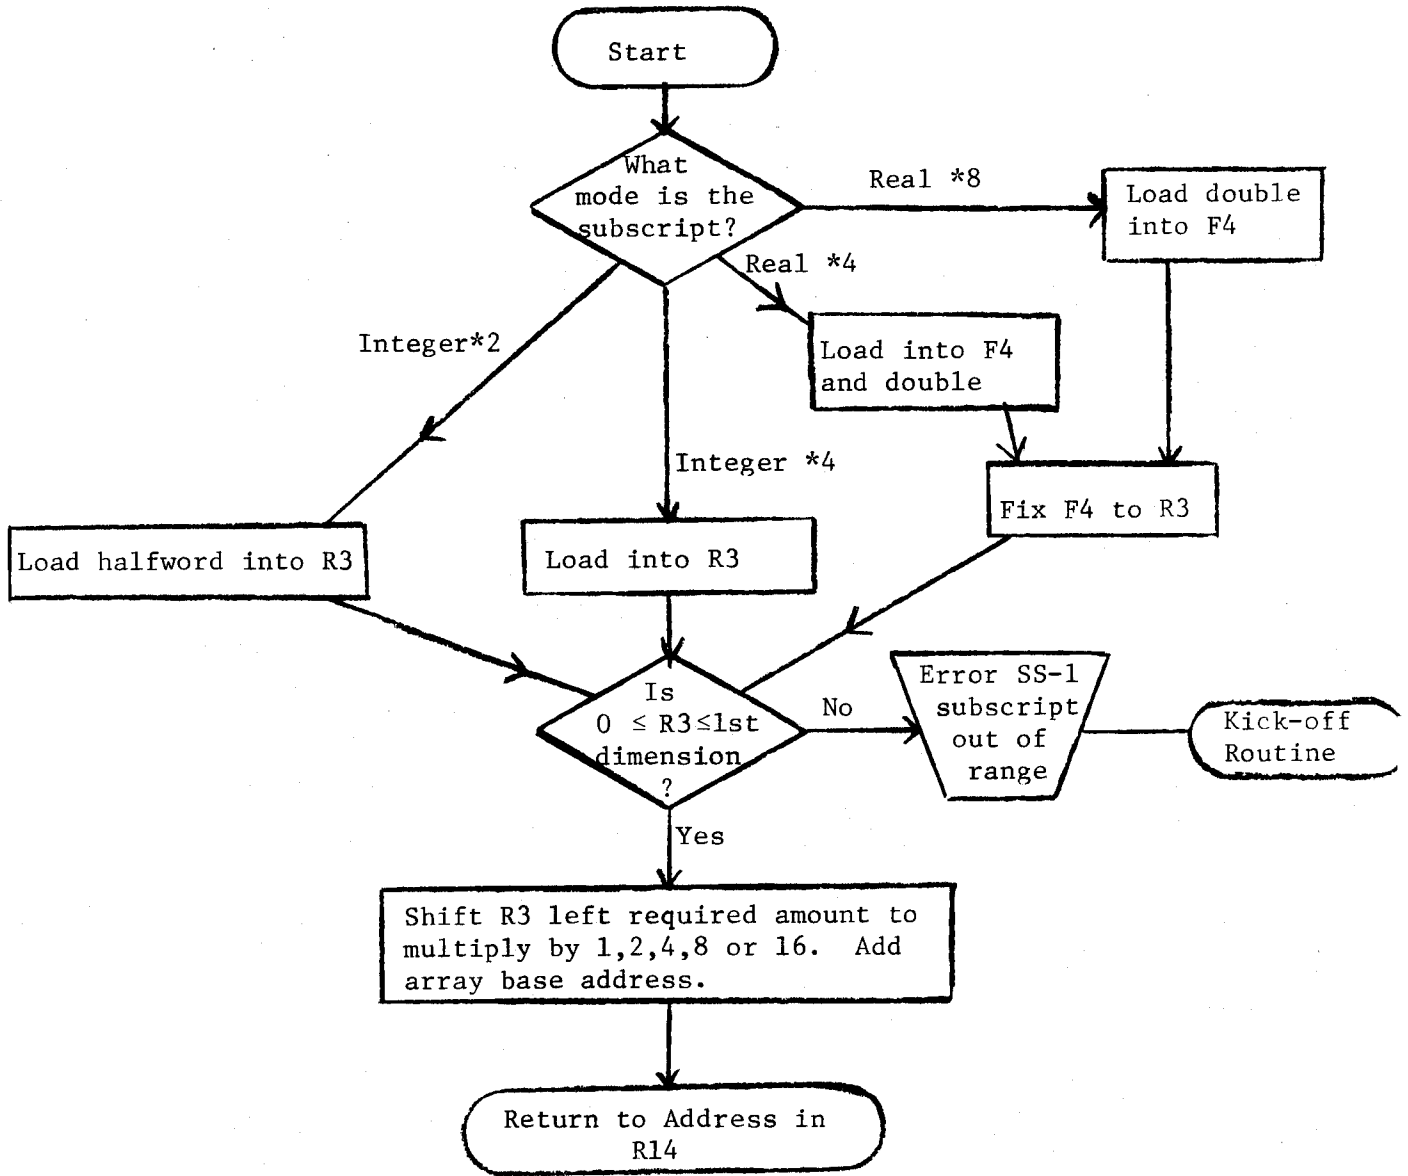 Start
What
mode is the
subscript?
Real *8
Load double
into F4
Real *4
Integer*2
Load into F4
and double
Integer *4
Fix F4 to R3
Load halfword into R3
Load into R3
Is
0 ≤ R3≤1st
dimension
?
No
Error SS-1
subscript
out of
range
Kick-off
Routine
Yes
Shift R3 left required amount to
multiply by 1,2,4,8 or 16. Add
array base address.
Return to Address in
R14